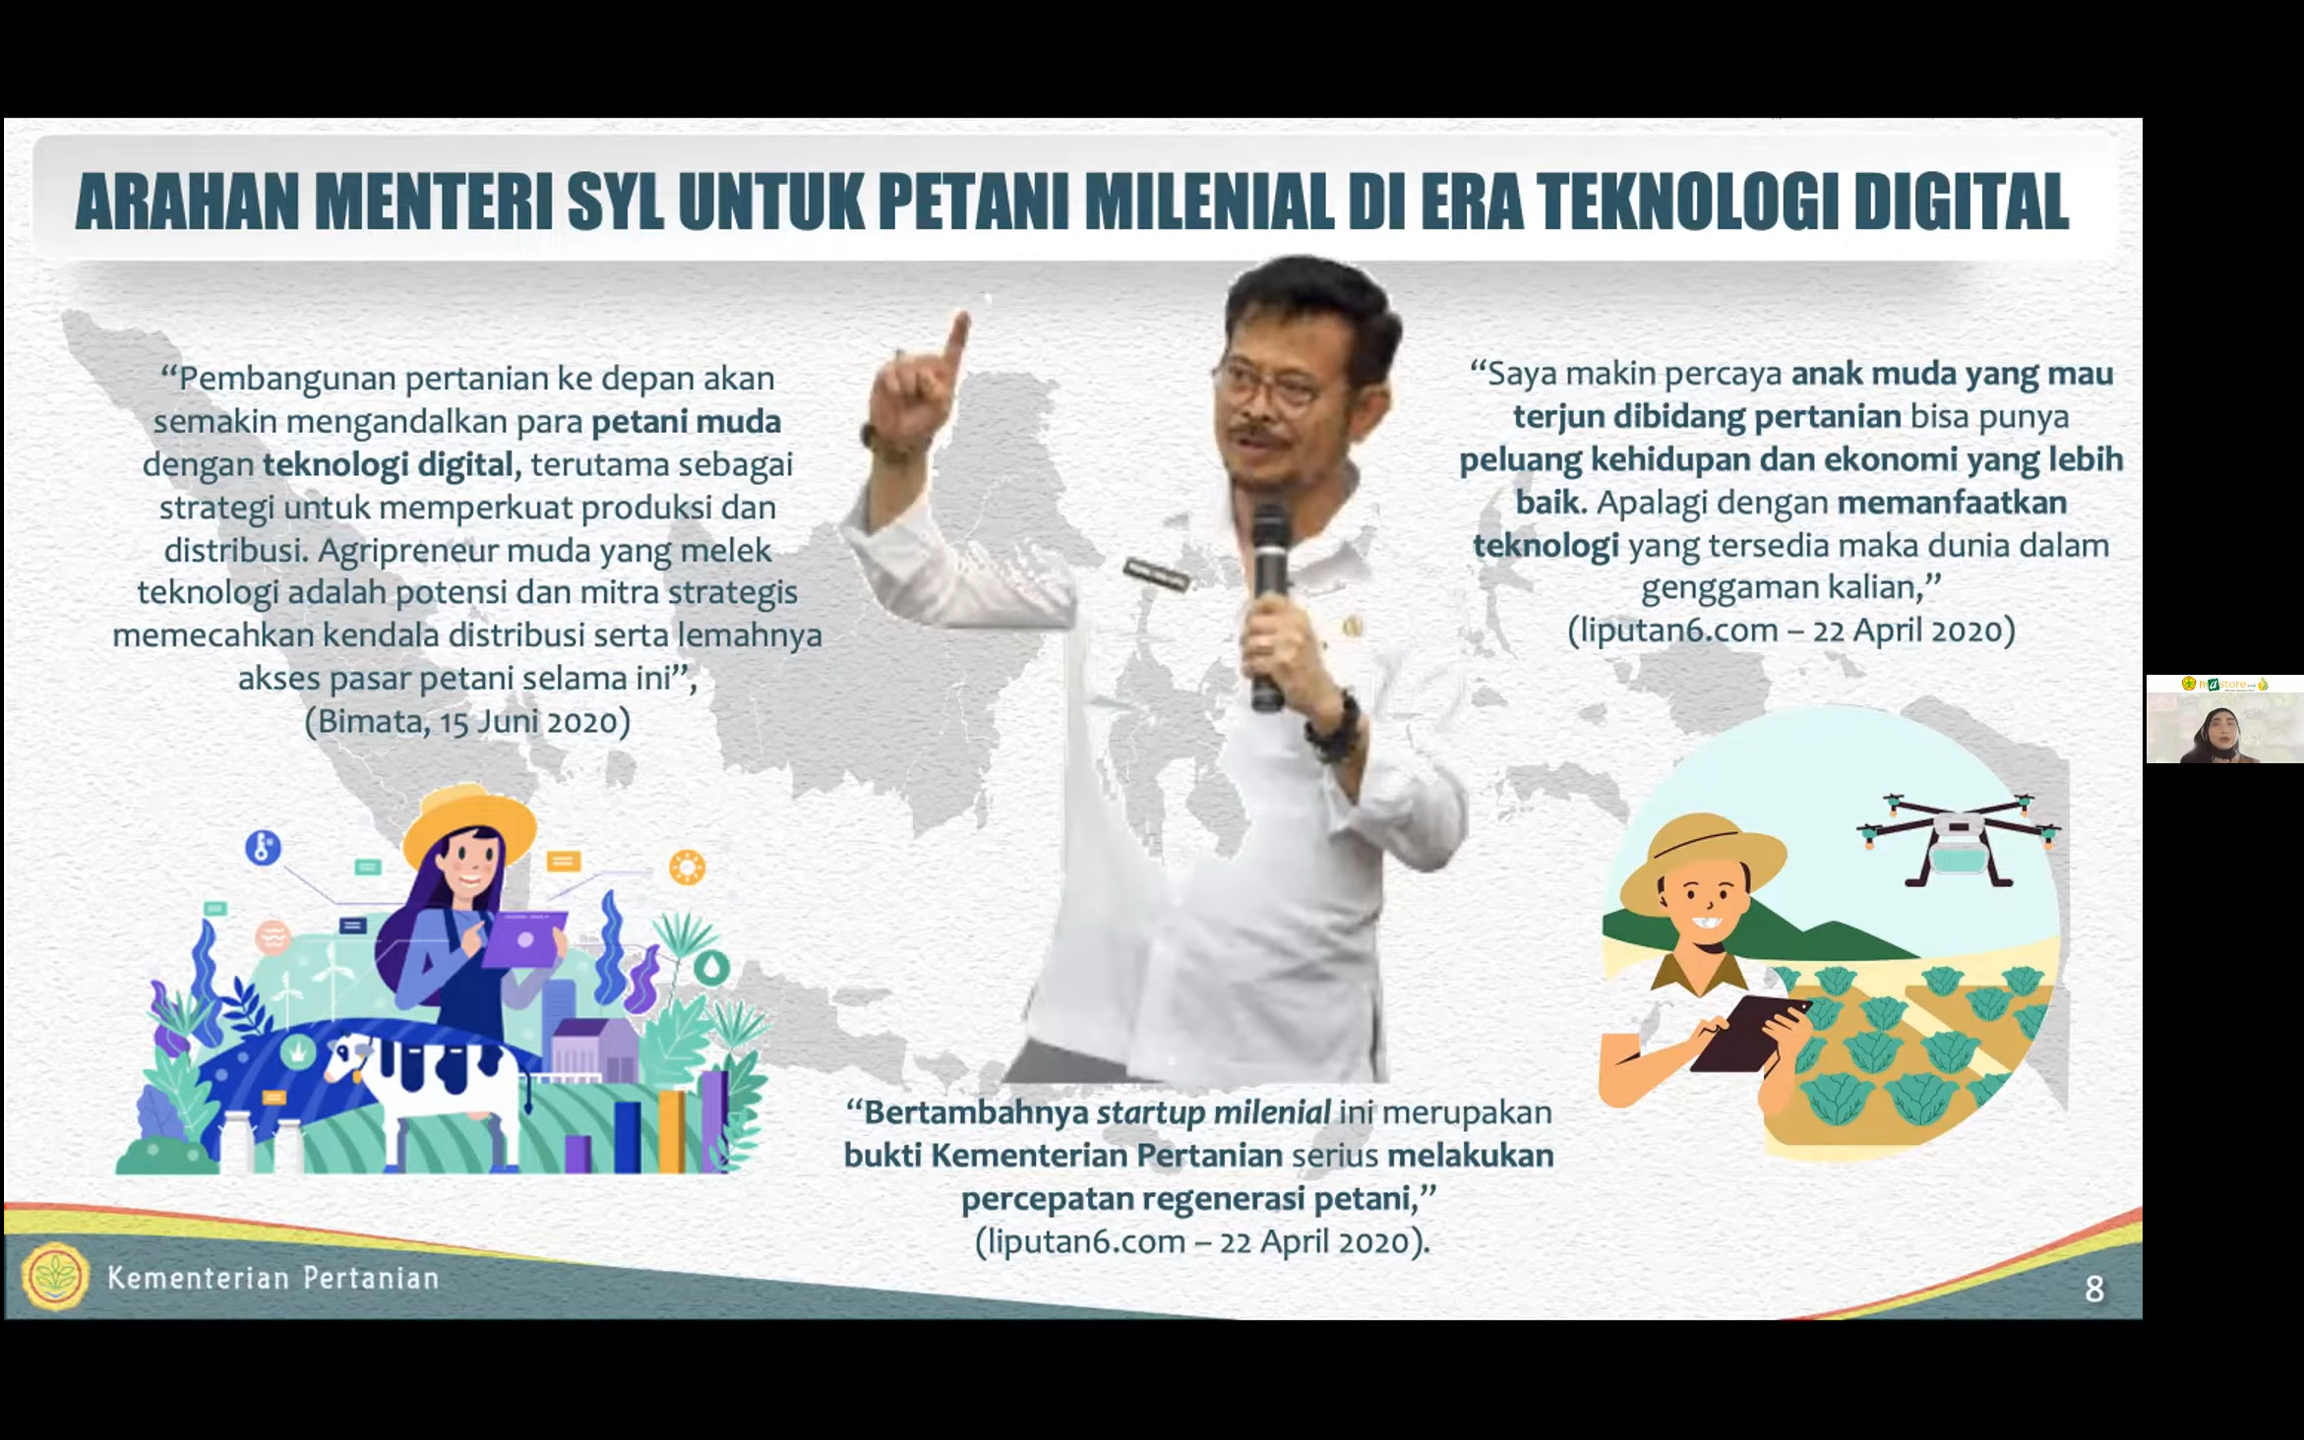 ARAHAN MENTERI SYL UNTUK PETANI MILENIAL DI ERA TEKNOLOGI DIGITAL
“Pembangunan pertanian ke depan akan
semakin mengandalkan para petani muda
dengan teknologi digital, terutama sebagai
strategi untuk memperkuat produksi dan
distribusi. Agripreneur muda yang melek
teknologi adalah potensi dan mitra strategis
memecahkan kendala distribusi serta lemahnya
akses pasar petani selama ini”,
(Bimata, 15 Juni 2020)
“Saya makin percaya anak muda yang mau
terjun dibidang pertanian bisa punya
peluang kehidupan dan ekonomi yang lebih
baik. Apalagi dengan memanfaatkan
teknologi yang tersedia maka dunia dalam
genggaman kalian,”
(liputan6.com – 22 April 2020)
“Bertambahnya startup milenial ini merupakan
bukti Kementerian Pertanian serius melakukan
percepatan regenerasi petani,”
(liputan6.com – 22 April 2020).
Kementerian Pertanian
8